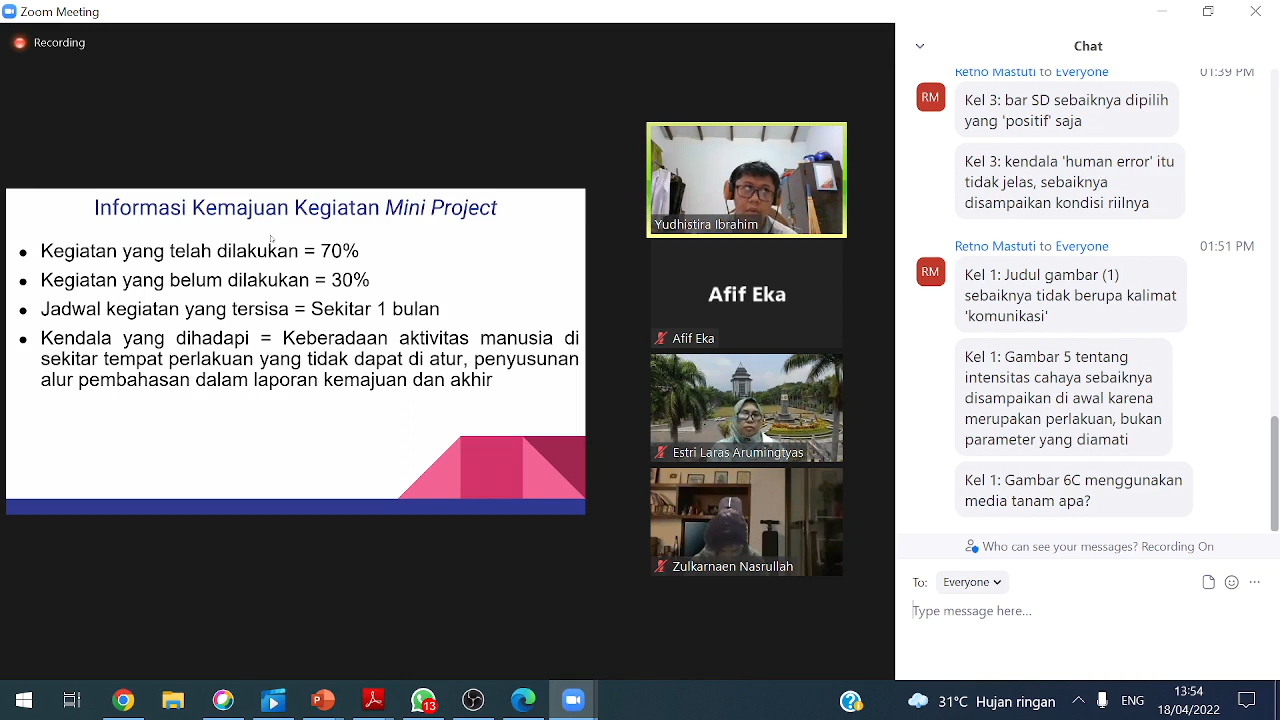 Zoom Meeting
Recording
Informasi Kemajuan Kegiatan Mini Project
Kegiatan yang telah dilakukan = 70%
Kegiatan yang belum dilakukan = 30%
Jadwal kegiatan yang tersisa = Sekitar 1 bulan
Kendala yang dihadapi = Keberadaan aktivitas manusia di
sekitar tempat perlakuan yang tidak dapat di atur, penyusunan
alur pembahasan dalam laporan kemajuan dan akhir
Yudhistira Ibrahim
Afif Eka
Afif Eka
Estri Laras Arumingtyas
Zulkarnaen Nasrullah
Chat
Retno Mastuti to Everyone 01:39 PM
RM
Kel 3: bar SD sebaiknya dipilih
yang 'positif' saja
Kel 3: kendala 'human error' itu
tidak jelas, sebaiknya
disampaikan kondisi riilnya
Retno Mastuti to Everyone 01:51 PM
RM
Kel 1: Judul gambar (1)
sebaiknya tidak berupa kalimat
'komunikasi'
Kel 1: Gambar 5 tentang
intensitas cahaya sebaiknya
disampaikan di awal karena
merupakan perlakuan, bukan
parameter yang diamati
Kel 1: Gambar 6C menggunakan
media tanam apa?
Who can see your messages? Recording On
To: Everyone
Type message here...
13
31°C Hujan ringan
ENG
13:54
18/04/2022